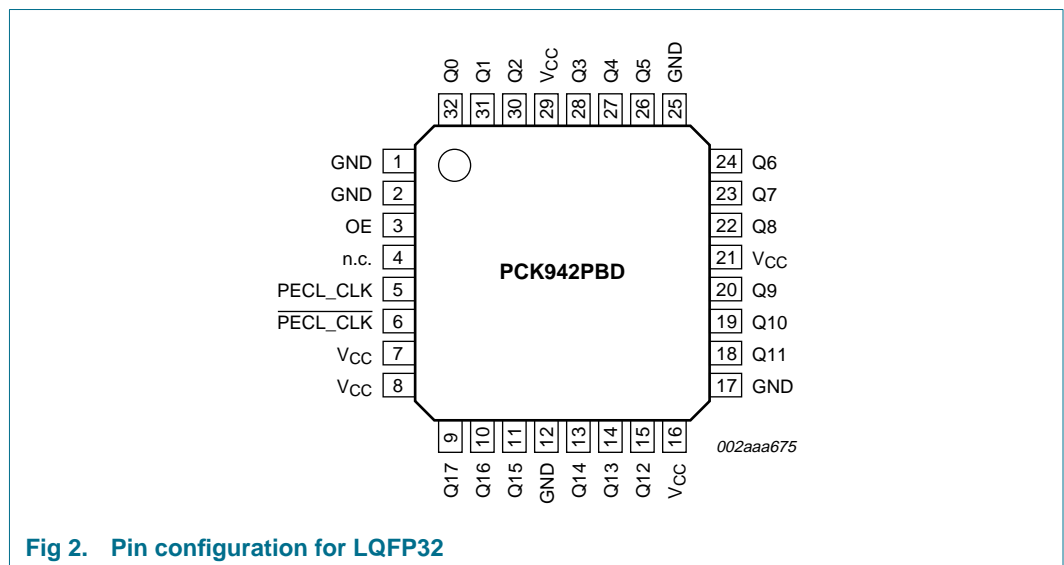 Q0 Q1 Q2 VCC Q3 Q4 Q5 GND
32 31 30 29 28 27 26 25
GND 1
GND 2
OE 3
n.c. 4
PECL_CLK 5
PECL_CLK 6
VCC 7
VCC 8
PCK942PBD
24 Q6
23 Q7
22 Q8
21 VCC
20 Q9
19 Q10
18 Q11
17 GND
9 10 11 12 13 14 15 16
Q17 Q16 Q15 GND Q14 Q13 Q12 VCC
002aaa675
Fig 2. Pin configuration for LQFP32